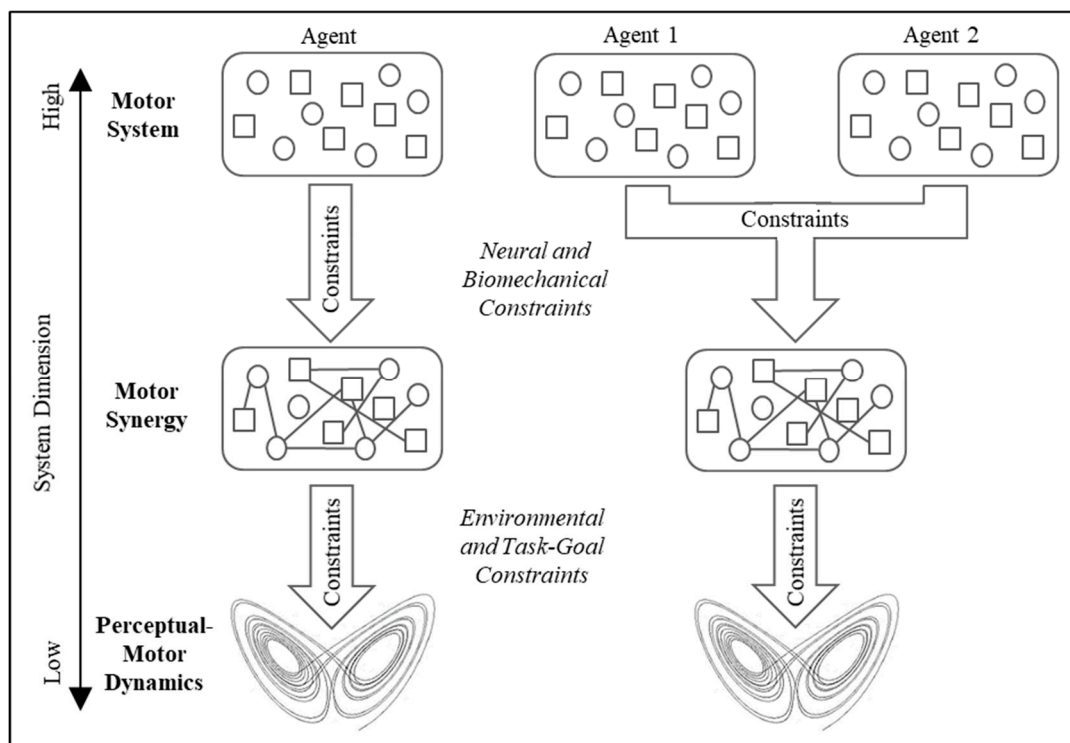 Agent
Agent 1
Agent 2
High
Motor
System
Constraints
Constraints
Neural and
Biomechanical
Constraints
System Dimension
Motor
Synergy
Constraints
Environmental
and Task-Goal
Constraints
Constraints
Low
Perceptual-
Motor
Dynamics